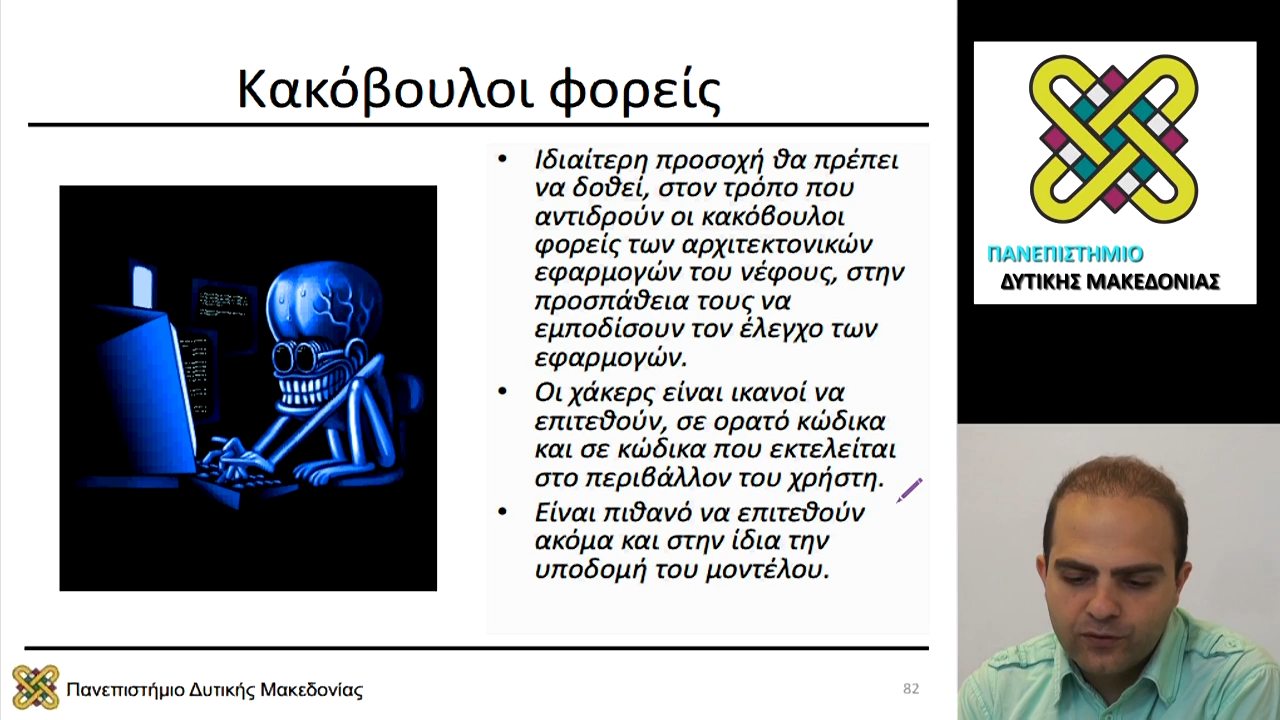 Κακόβουλοι φορείς
• Ιδιαίτερη προσοχή θα πρέπει
να δοθεί, στον τρόπο που
αντιδρούν οι κακόβουλοι
φορείς των αρχιτεκτονικών
εφαρμογών του νέφους, στην
προσπάθεια τους να
εμποδίσουν τον έλεγχο των
εφαρμογών.
• Οι χάκερς είναι ικανοί να
επιτεθούν, σε ορατό κώδικα
και σε κώδικα που εκτελείται
στο περιβάλλον του χρήστη.
• Είναι πιθανό να επιτεθούν
ακόμα και στην ίδια την
υποδομή του μοντέλου.
Πανεπιστήμιο Δυτικής Μακεδονίας
82
ΠΑΝΕΠΙΣΤΗΜΙΟ
ΔΥΤΙΚΗΣ ΜΑΚΕΔΟΝΙΑΣ